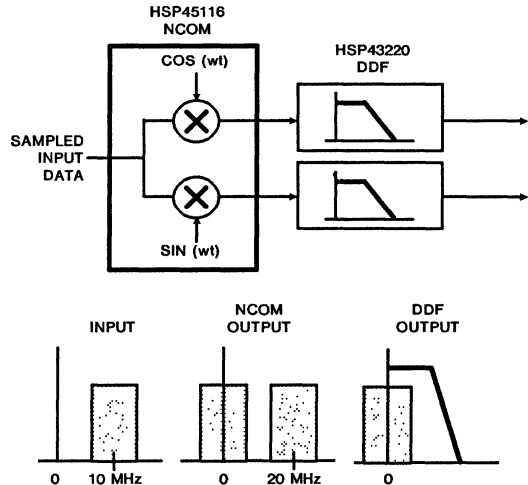 HSP45116
NCOM
COS (wt)
HSP43220
DDF
SAMPLED
INPUT
DATA
SIN (wt)
INPUT
NCOM
OUTPUT
DDF
OUTPUT
0
10 MHz
0
20 MHz
0